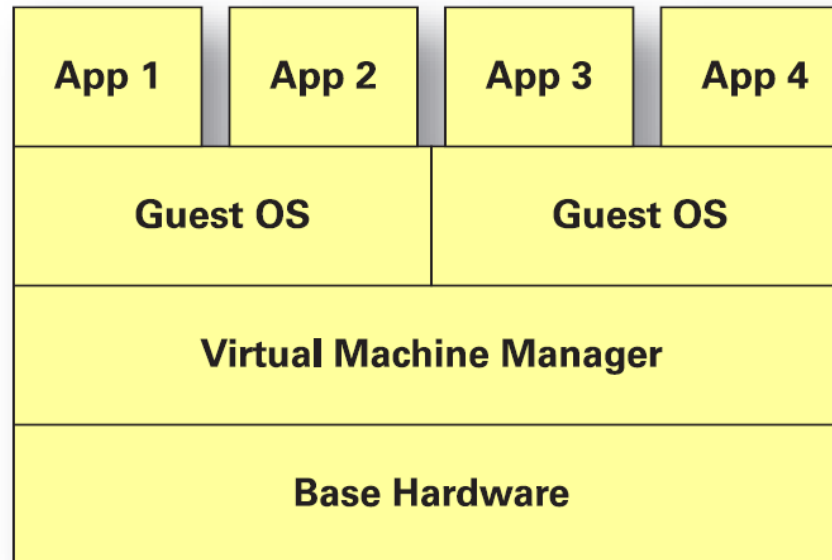 App 1
App 2
App 3
App 4
Guest OS
Guest OS
Virtual Machine Manager
Base Hardware